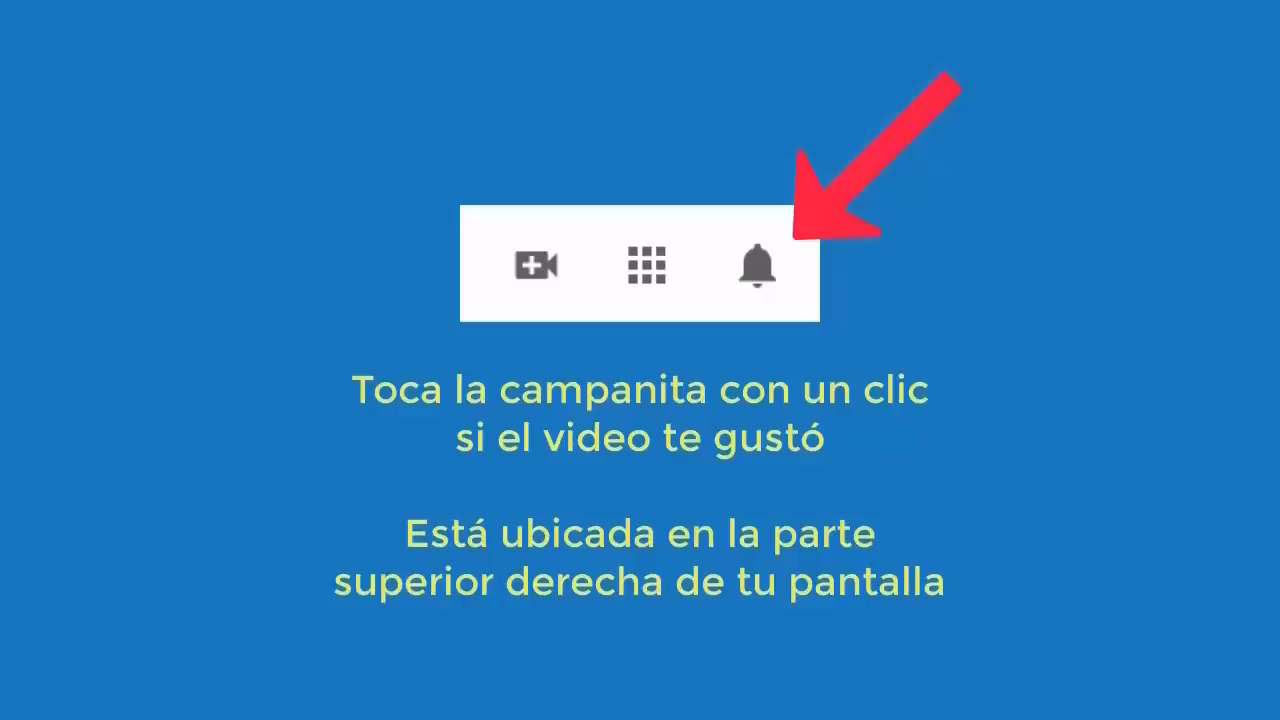 Toca la campanita con un clic
si el video te gustó
Está ubicada en la parte
superior derecha de tu pantalla